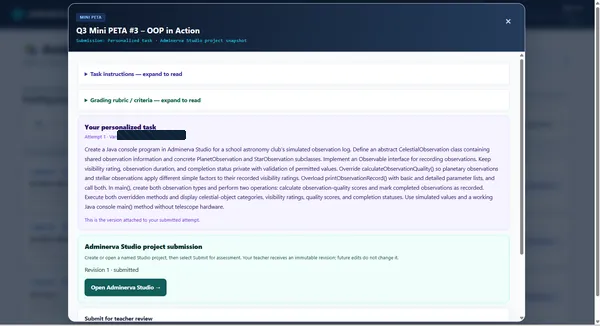 MINI PETA
Q3 Mini PETA #3 – OOP in Action
Submission: Personalized Task · Adminerva Studio project snapshot
×
▸ Task instructions — expand to read
▸ Grading rubric / criteria — expand to read
Your personalized task
Attempt 1 ·
Create a Java console program in Adminerva Studio for a school astronomy club's simulated observation log. Define an abstract CelestialObservation class containing
shared observation information and concrete PlanetObservation and StarObservation subclasses. Implement an Observable interface for recording observations. Keep
visibility rating, observation duration, and completion status private with validation of permitted values. Override calculateObservationQuality() so planetary observations
and stellar observations apply different simple factors to their recorded visibility ratings. Overload printObservationRecord() with basic and detailed parameter lists, and
call both. In main(), create both observation types and perform two operations: calculate observation-quality scores and mark completed observations as recorded.
Execute both overridden methods and display celestial-object categories, visibility ratings, quality scores, and completion statuses. Use simulated values and a working
Java console main() method without telescope hardware.
This is the version attached to your submitted attempt.
Adminerva Studio project submission
Create or open a named Studio project, then select Submit for assessment. Your teacher receives an immutable revision; future edits do not change it.
Revision 1 · submitted
Open Adminerva Studio →
Submit for teacher review